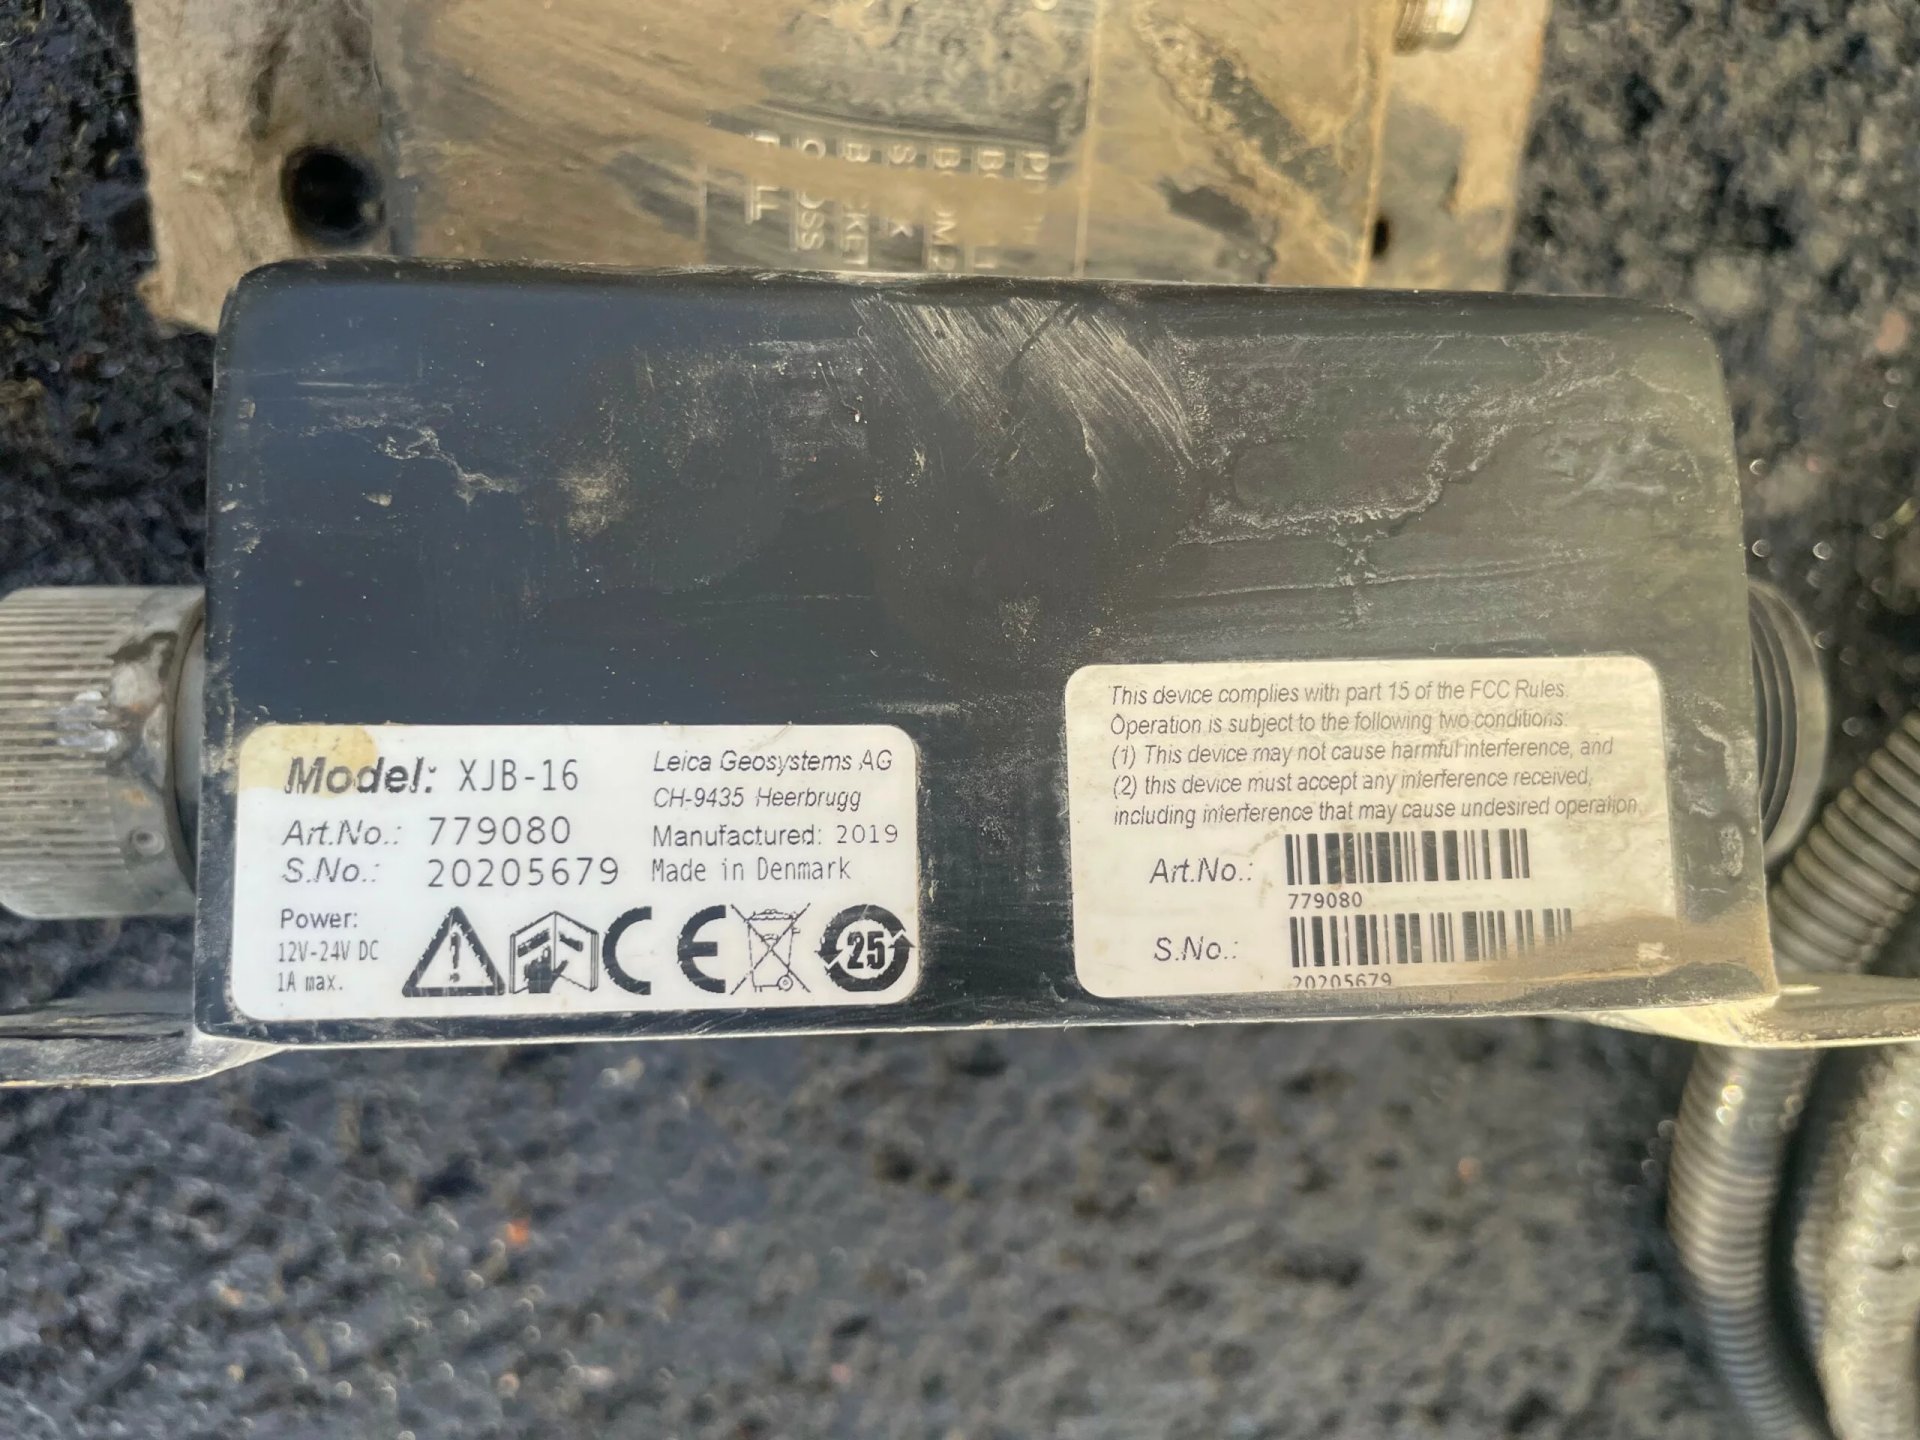 BUCKET
Model: XJB-16
Art.No.: 779080
S.No.: 20205679
Leica Geosystems AG
CH-9435 Heerbrugg
Manufactured: 2019
Made in Denmark
Power:
12V-24V DC
1A max.
CE
25
This device complies with part 15 of the FCC Rules.
Operation is subject to the following two conditions:
(1) This device may not cause harmful interference, and
(2) this device must accept any interference received,
including interference that may cause undesired operation.
Art.No.:
779080
S.No.:
20205679